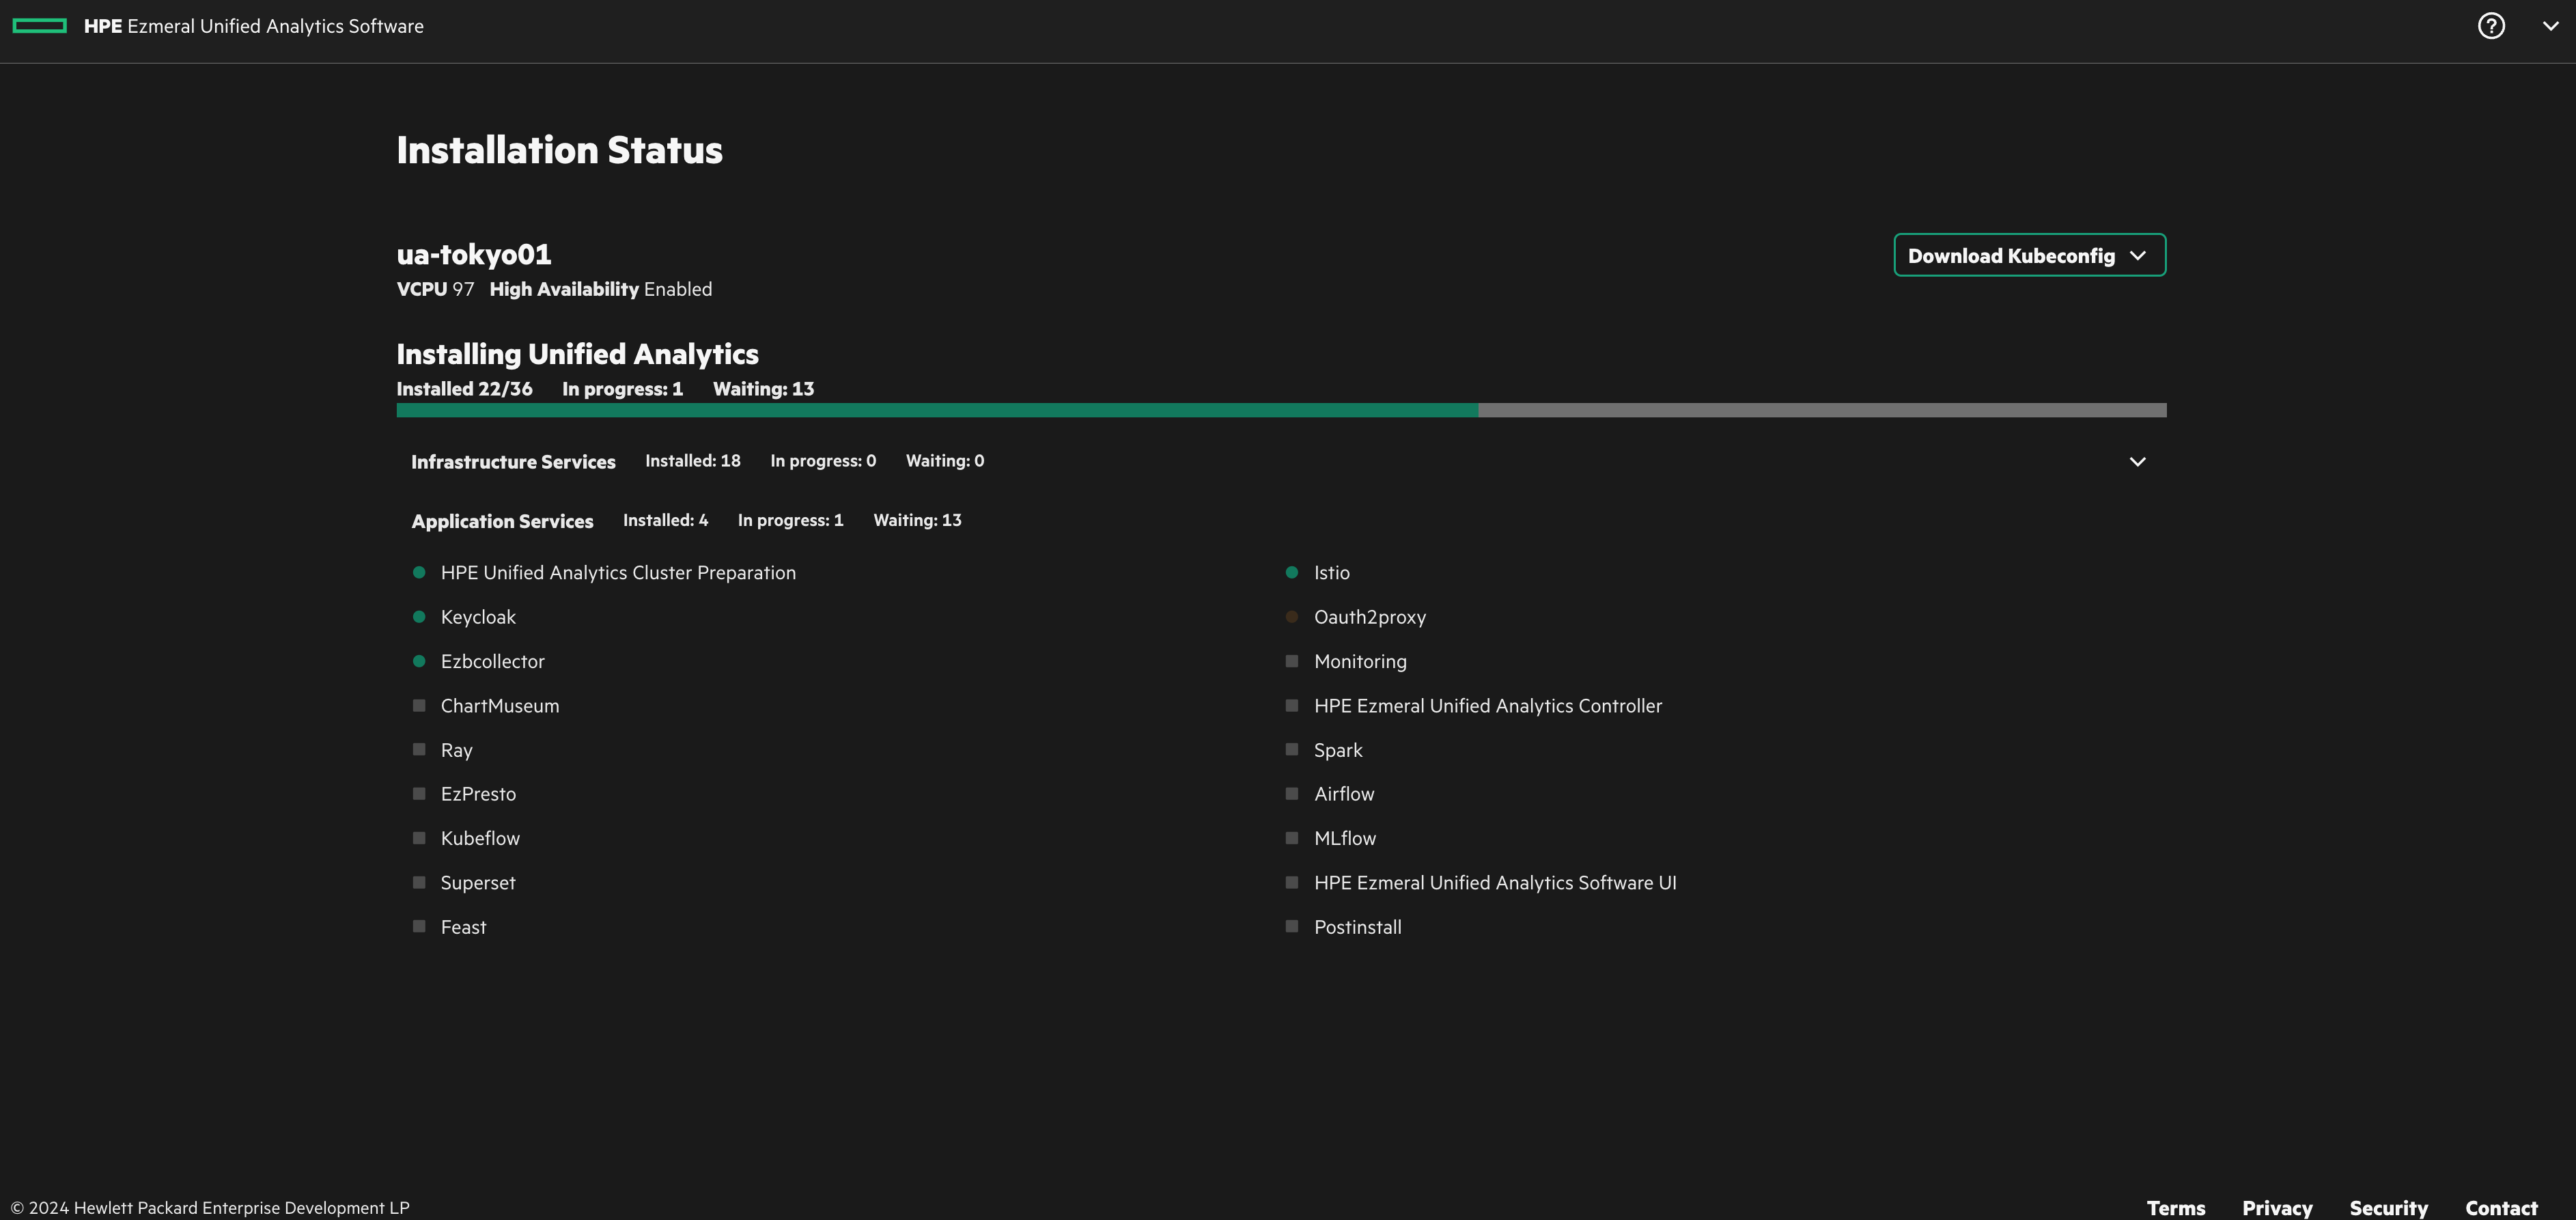 HPE Ezmeral Unified Analytics Software
Installation Status
ua-tokyo01
Download Kubeconfig
VCPU 97 High Availability Enabled
Installing Unified Analytics
Installed 22/36 In progress: 1 Waiting: 13
Infrastructure Services Installed: 18 In progress: 0 Waiting: 0
Application Services Installed: 4 In progress: 1 Waiting: 13
HPE Unified Analytics Cluster Preparation
Istio
Keycloak
Oauth2proxy
Ezbcollector
Monitoring
ChartMuseum
HPE Ezmeral Unified Analytics Controller
Ray
Spark
EzPresto
Airflow
Kubeflow
MLflow
Superset
HPE Ezmeral Unified Analytics Software UI
Feast
Postinstall
© 2024 Hewlett Packard Enterprise Development LP
Terms Privacy Security Contact